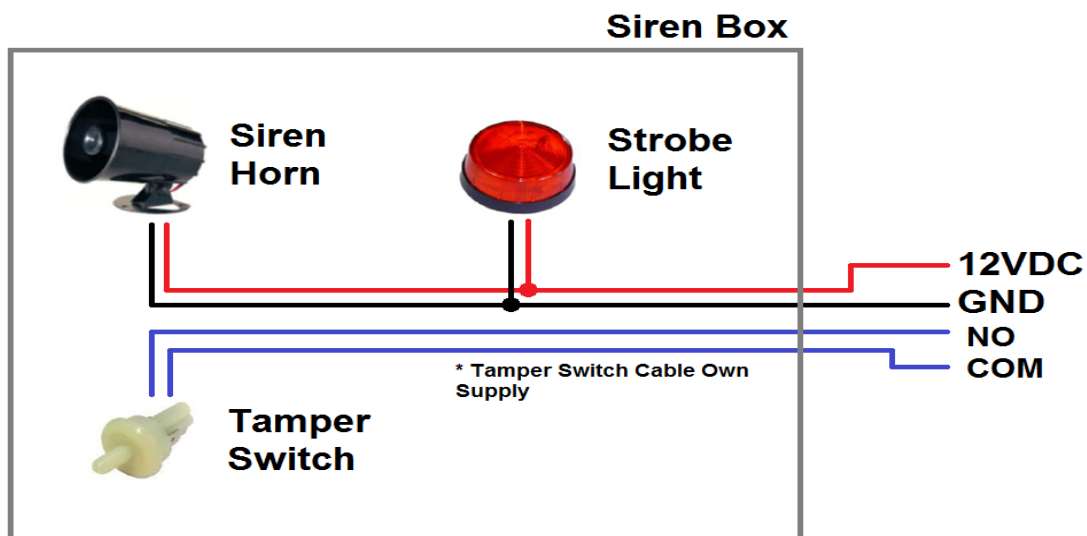 Siren Box
Siren
Horn
Strobe
Light
12VDC
GND
NO
COM
* Tamper Switch Cable Own
Supply
Tamper
Switch